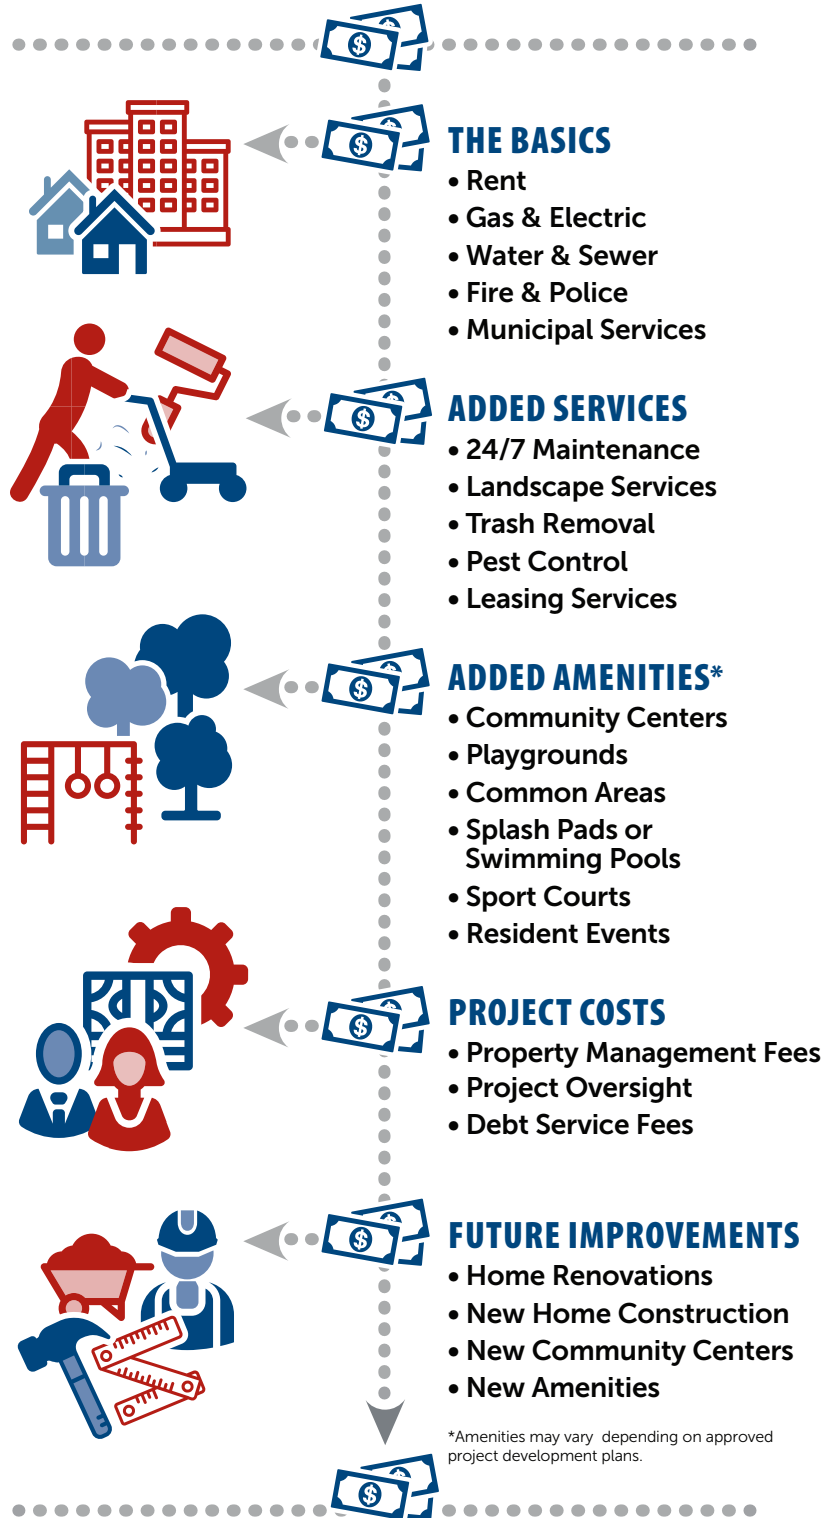 $
$
THE BASICS
• Rent
• Gas & Electric
• Water & Sewer
• Fire & Police
• Municipal Services
$
ADDED SERVICES
• 24/7 Maintenance
• Landscape Services
• Trash Removal
• Pest Control
• Leasing Services
$
ADDED AMENITIES*
• Community Centers
• Playgrounds
• Common Areas
• Splash Pads or
Swimming Pools
• Sport Courts
• Resident Events
$
PROJECT COSTS
• Property Management Fees
• Project Oversight
• Debt Service Fees
$
FUTURE IMPROVEMENTS
• Home Renovations
• New Home Construction
• New Community Centers
• New Amenities
*Amenities may vary depending on approved
project development plans.
$